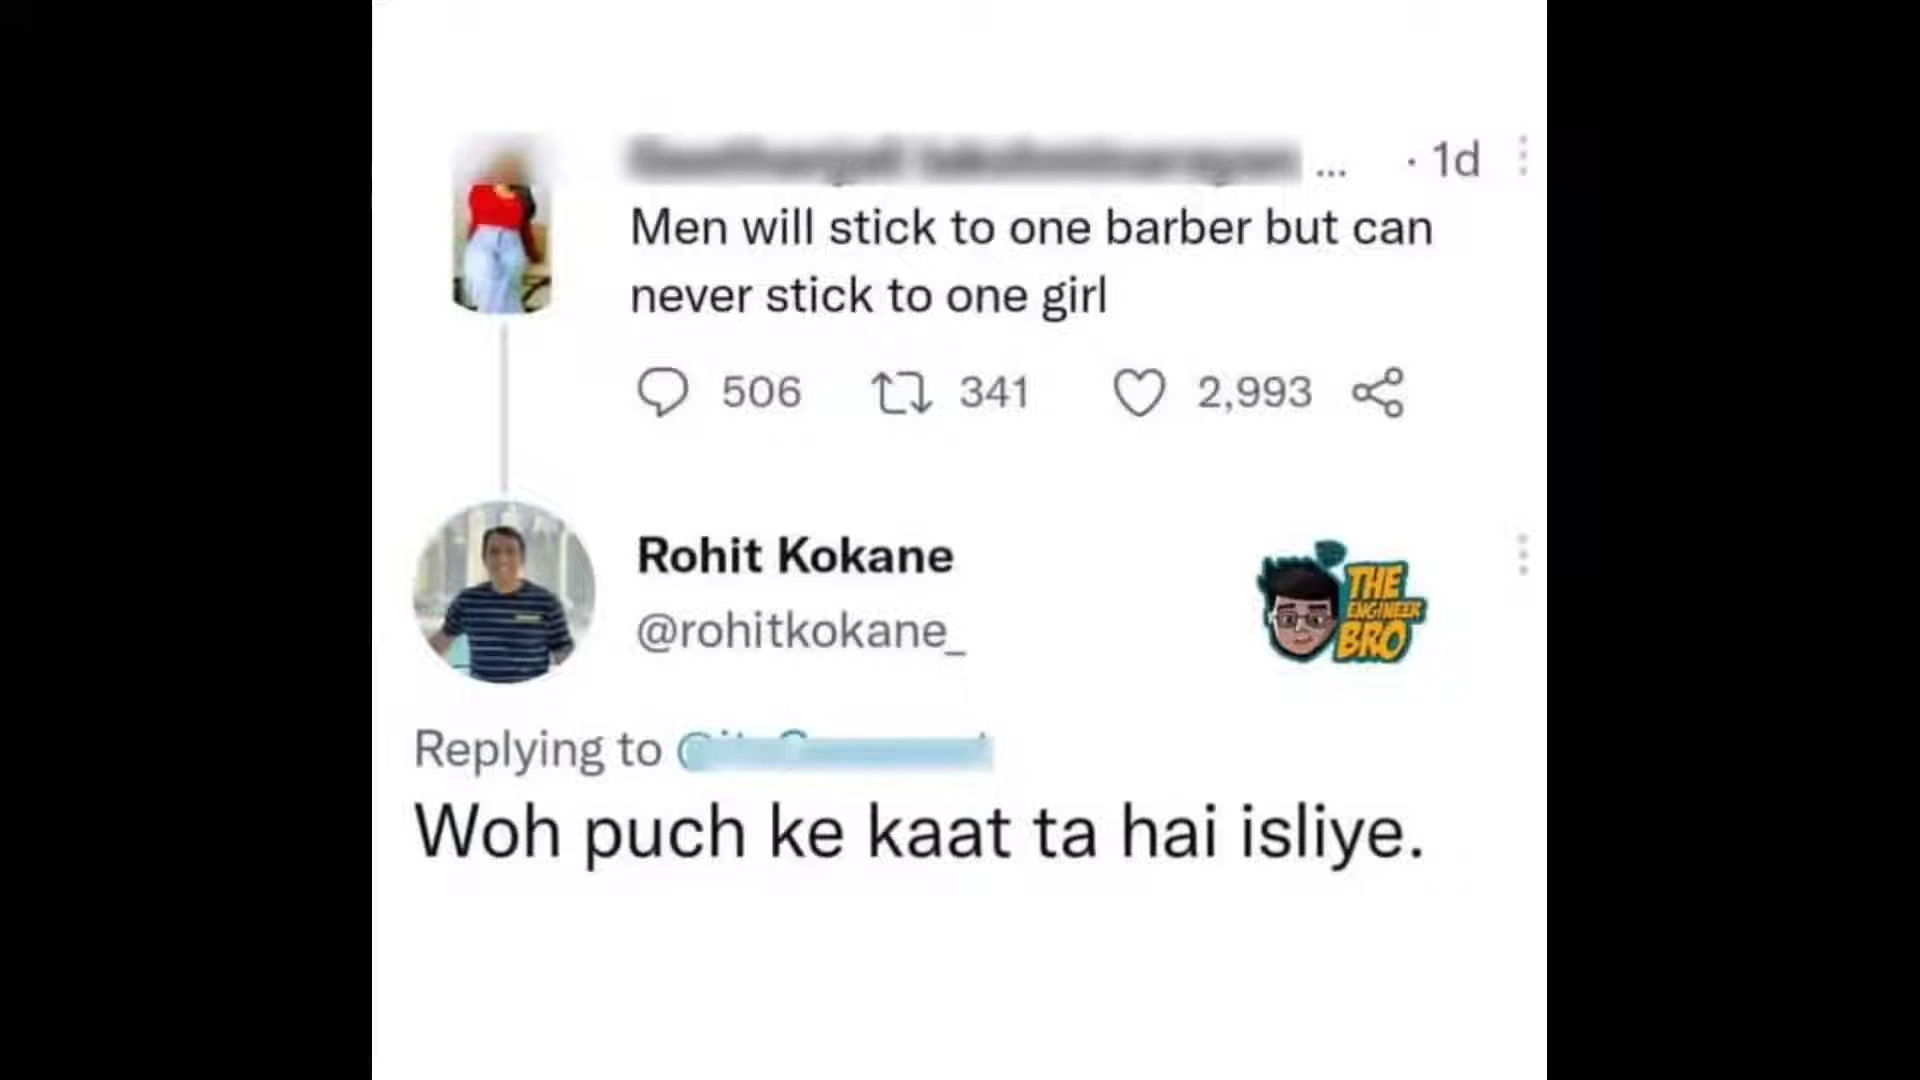 ... · 1d
Men will stick to one barber but can
never stick to one girl
506 341 2,993
Rohit Kokane
@rohitkokane_
THE
ENGINEER
BRO
Replying to
Woh puch ke kaat ta hai isliye.